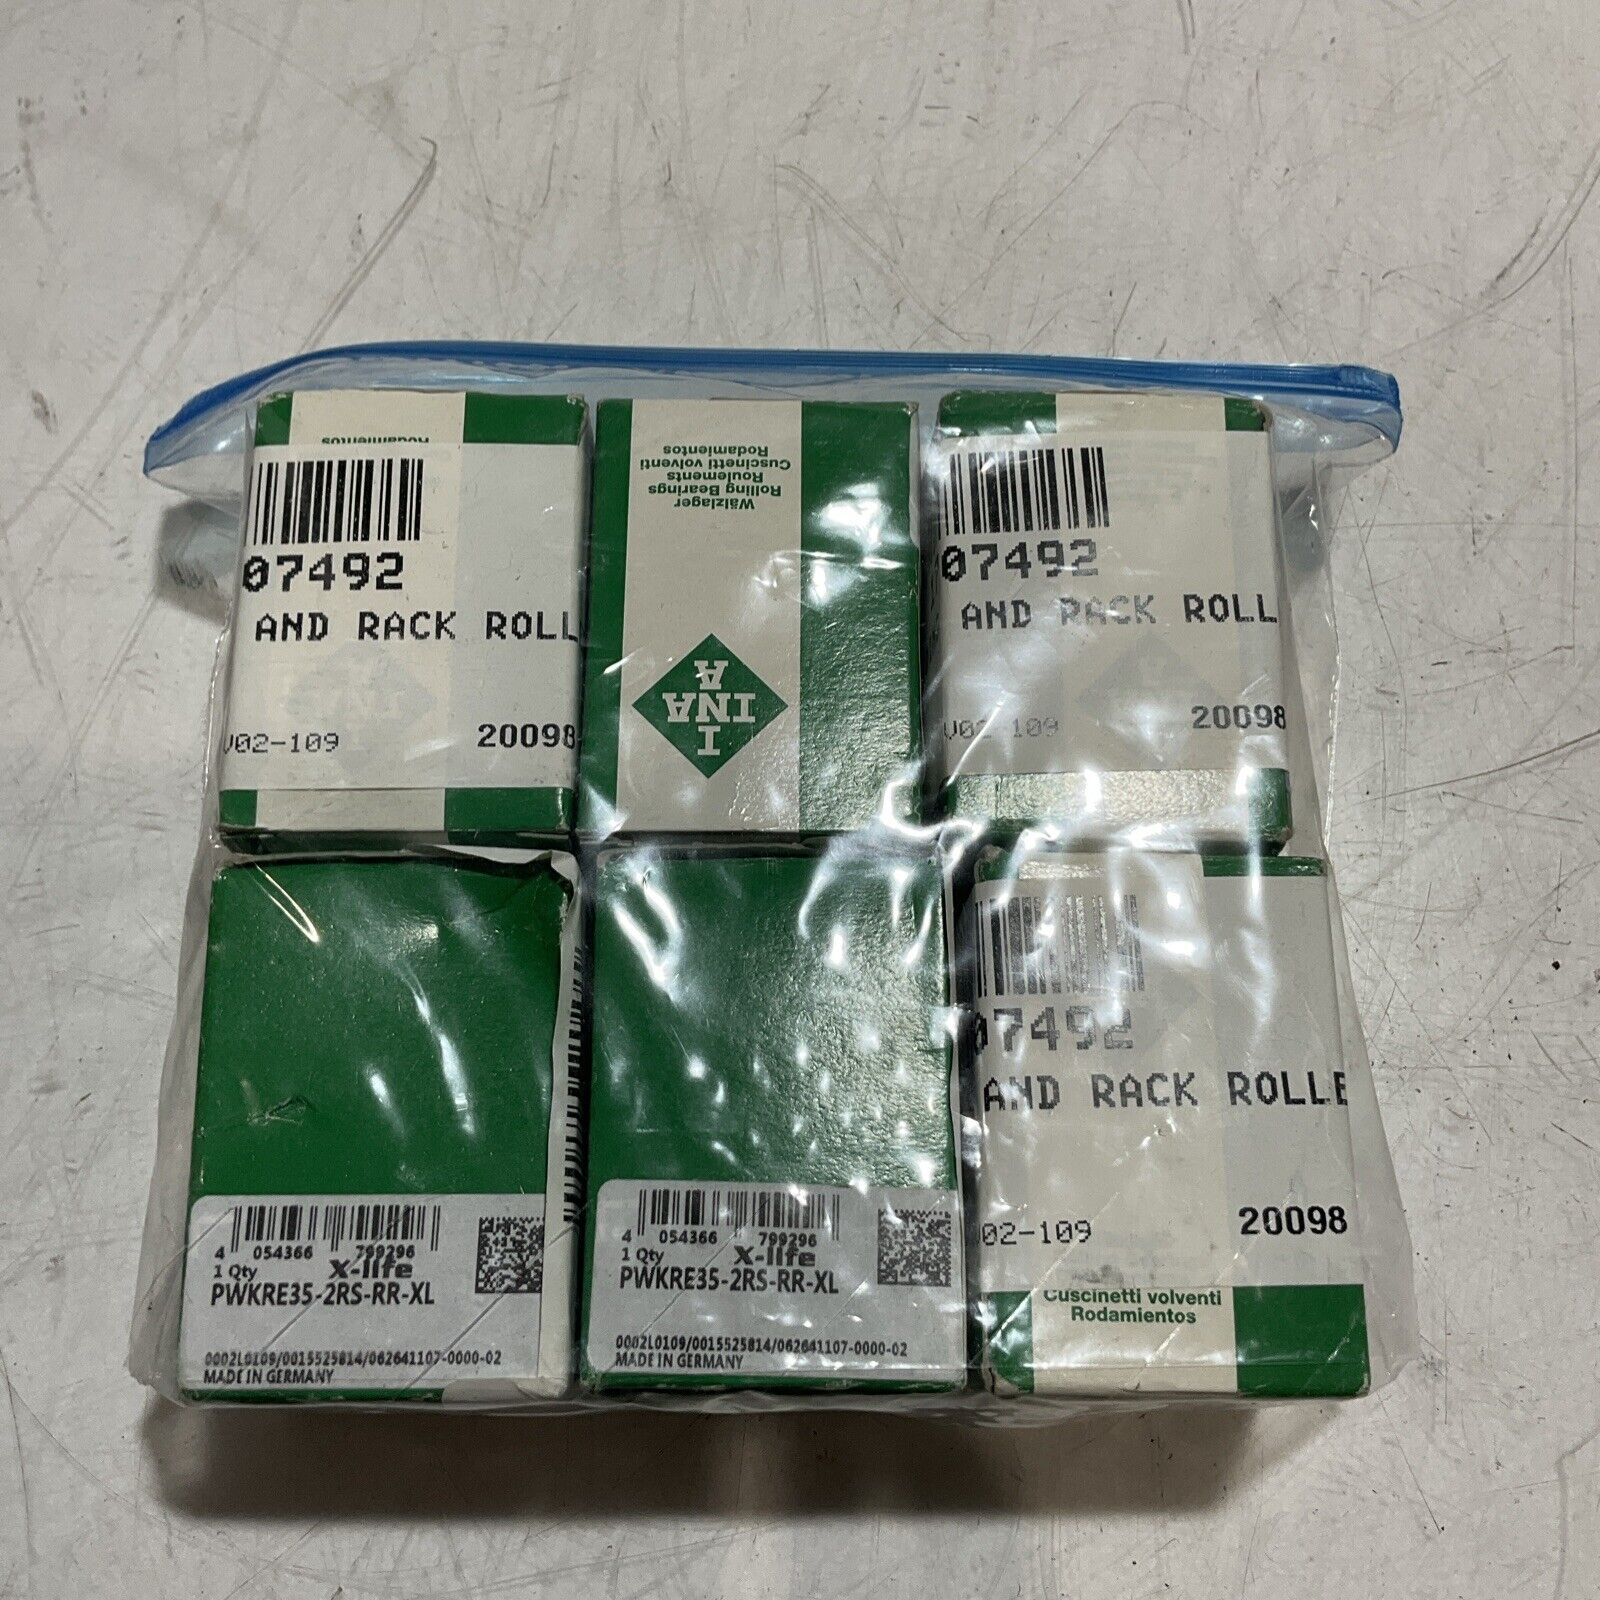 Rodamientos
07492
AND RACK ROLL
V02-109
20098
Wälzlager
Rolling Bearings
Roulements
Cuscinetti volventi
Rodamientos
I
INA
A
07492
AND RACK ROLL
V02-109
20098
4 054366 799296
1 Qty X-life
PWKRE35-2RS-RR-XL
0002L0109/0015525814/062641107-0000-02
MADE IN GERMANY
4 054366 799296
1 Qty X-life
PWKRE35-2RS-RR-XL
0002L0109/0015525814/062641107-0000-02
MADE IN GERMANY
07492
AND RACK ROLLE
02-109
20098
Cuscinetti volventi
Rodamientos